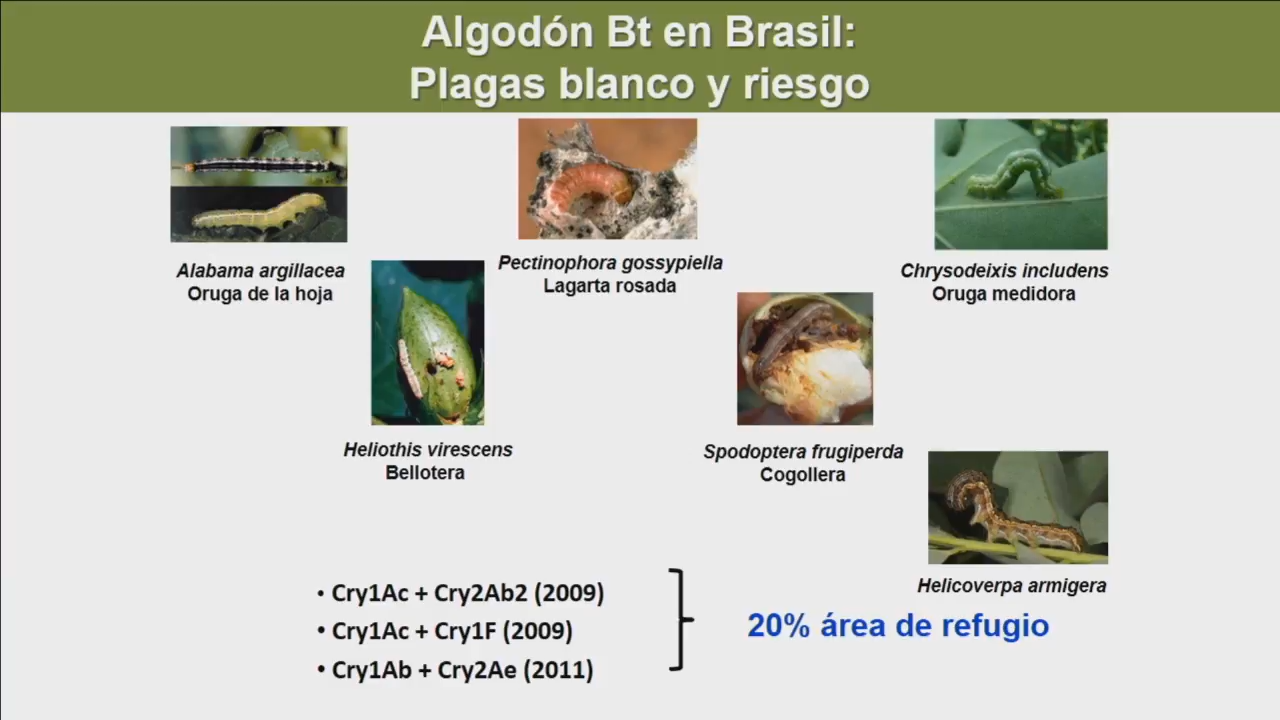 Algodón Bt en Brasil:
Plagas blanco y riesgo
Alabama argillacea
Oruga de la hoja
Pectinophora gossypiella
Lagarta rosada
Chrysodeixis includens
Oruga medidora
Heliothis virescens
Bellotera
Spodoptera frugiperda
Cogollera
Helicoverpa armigera
• Cry1Ac + Cry2Ab2 (2009)
• Cry1Ac + Cry1F (2009)
• Cry1Ab + Cry2Ae (2011)
20% área de refugio